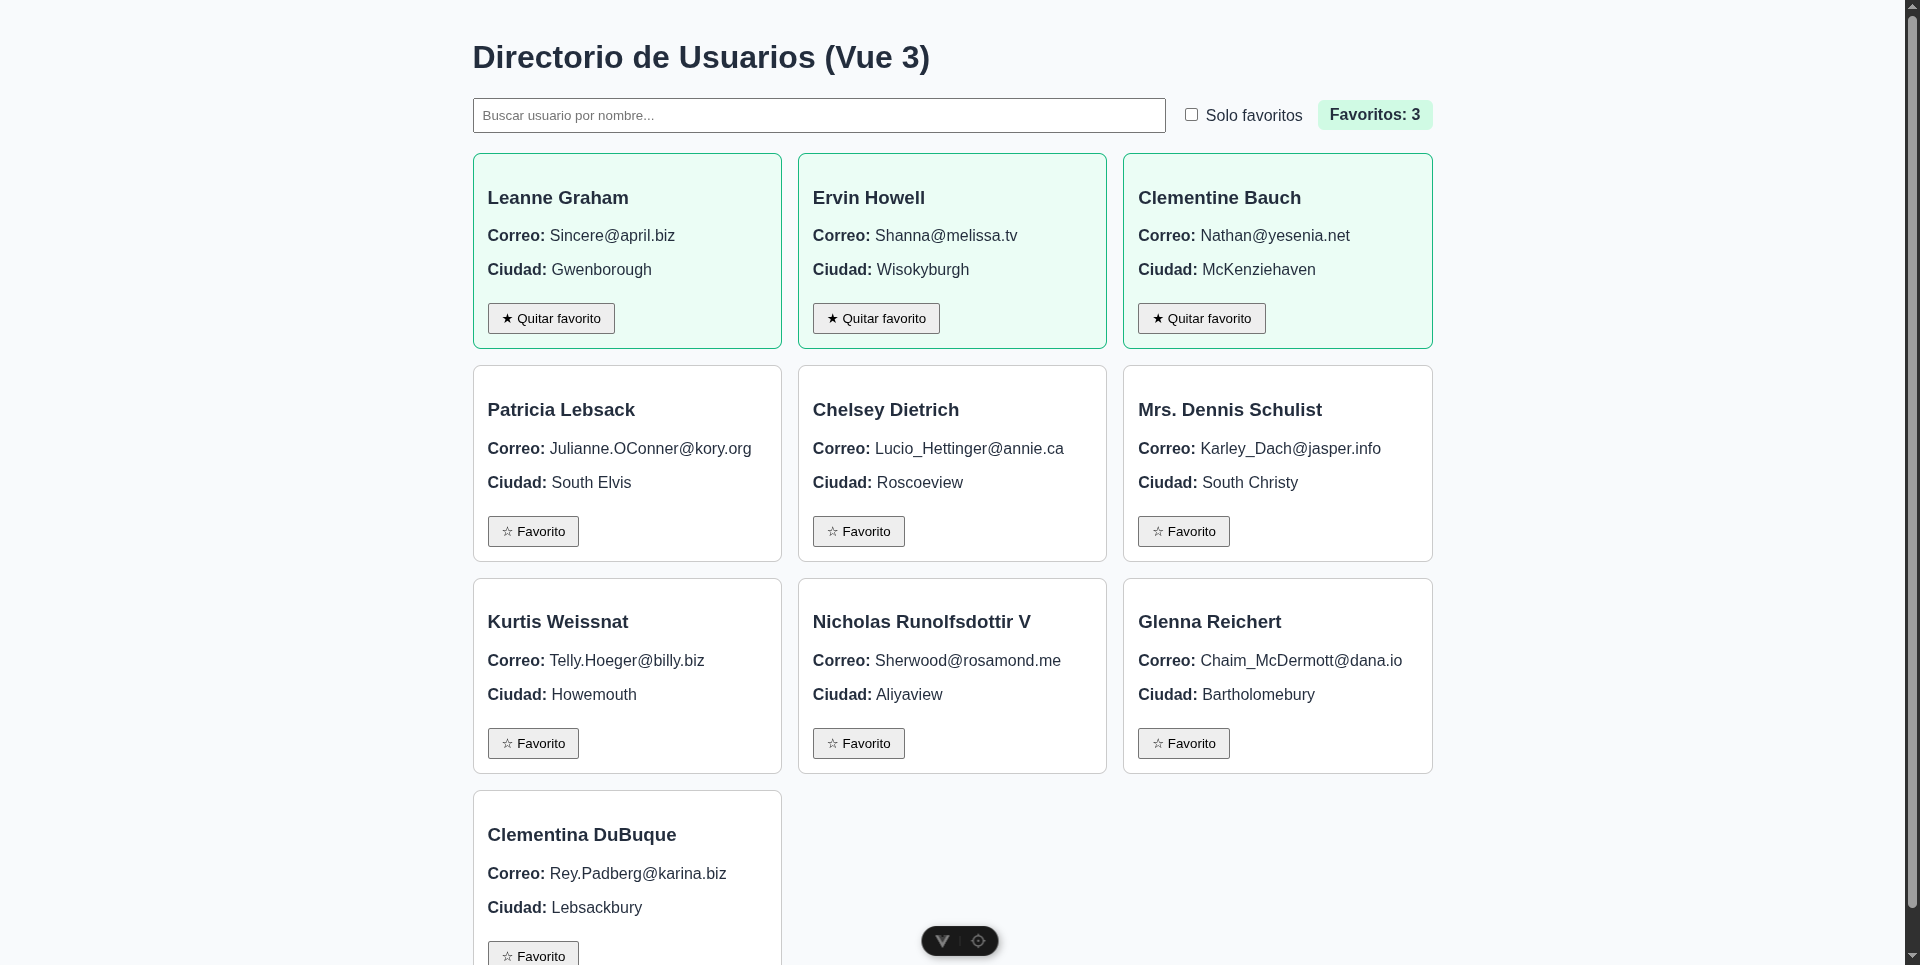 Directorio de Usuarios (Vue 3)
Buscar usuario por nombre...
Solo favoritos
Favoritos: 3
Leanne Graham
Correo: Sincere@april.biz
Ciudad: Gwenborough
★ Quitar favorito
Ervin Howell
Correo: Shanna@melissa.tv
Ciudad: Wisokyburgh
★ Quitar favorito
Clementine Bauch
Correo: Nathan@yesenia.net
Ciudad: McKenziehaven
★ Quitar favorito
Patricia Lebsack
Correo: Julianne.OConner@kory.org
Ciudad: South Elvis
☆ Favorito
Chelsey Dietrich
Correo: Lucio_Hettinger@annie.ca
Ciudad: Roscoeview
☆ Favorito
Mrs. Dennis Schulist
Correo: Karley_Dach@jasper.info
Ciudad: South Christy
☆ Favorito
Kurtis Weissnat
Correo: Telly.Hoeger@billy.biz
Ciudad: Howemouth
☆ Favorito
Nicholas Runolfsdottir V
Correo: Sherwood@rosamond.me
Ciudad: Aliyaview
☆ Favorito
Glenna Reichert
Correo: Chaim_McDermott@dana.io
Ciudad: Bartholomebury
☆ Favorito
Clementina DuBuque
Correo: Rey.Padberg@karina.biz
Ciudad: Lebsackbury
☆ Favorito